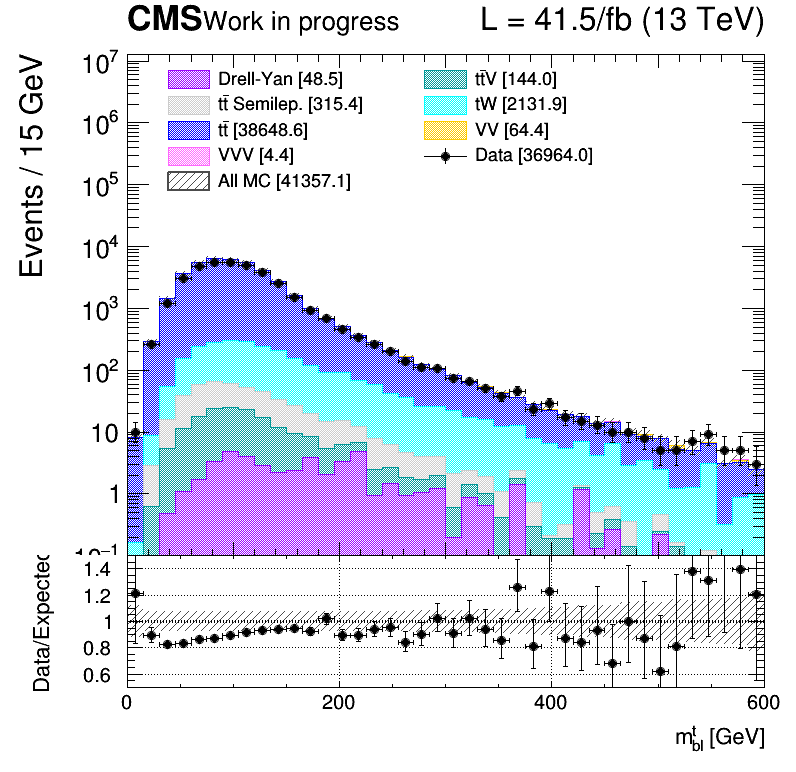 CMS Work in progress L = 41.5/fb (13 TeV)
Events / 15 GeV
10⁷
10⁶
10⁵
10⁴
10³
10²
10
1
10⁻¹
Drell-Yan [48.5]
tt̄ Semilep. [315.4]
tt̄ [38648.6]
VVV [4.4]
All MC [41357.1]
tt̄V [144.0]
tW [2131.9]
VV [64.4]
Data [36964.0]
Data/Expected
1.4
1.2
1
0.8
0.6
0 200 400 600
mᵗbl [GeV]